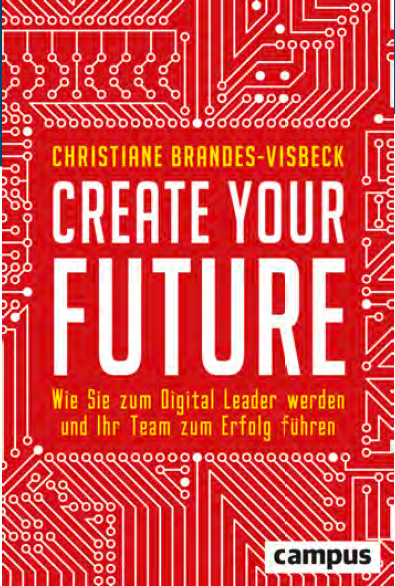 CHRISTIANE BRANDES-VISBECK
CREATE YOUR
FUTURE
Wie Sie zum Digital Leader werden
und Ihr Team zum Erfolg führen
campus